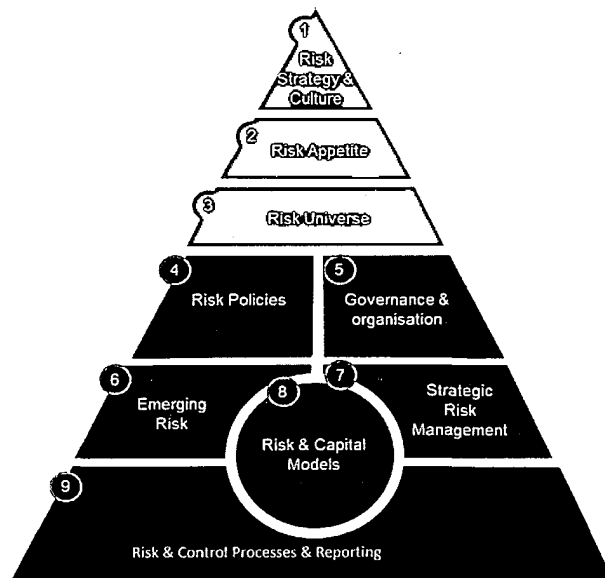 1
Risk
Strategy &
Culture
2
Risk Appetite
3
Risk Universe
4
Risk Policies
5
Governance &
organisation
6
Emerging
Risk
7
Strategic
Risk
Management
8
Risk & Capital
Models
9
Risk & Control Processes & Reporting